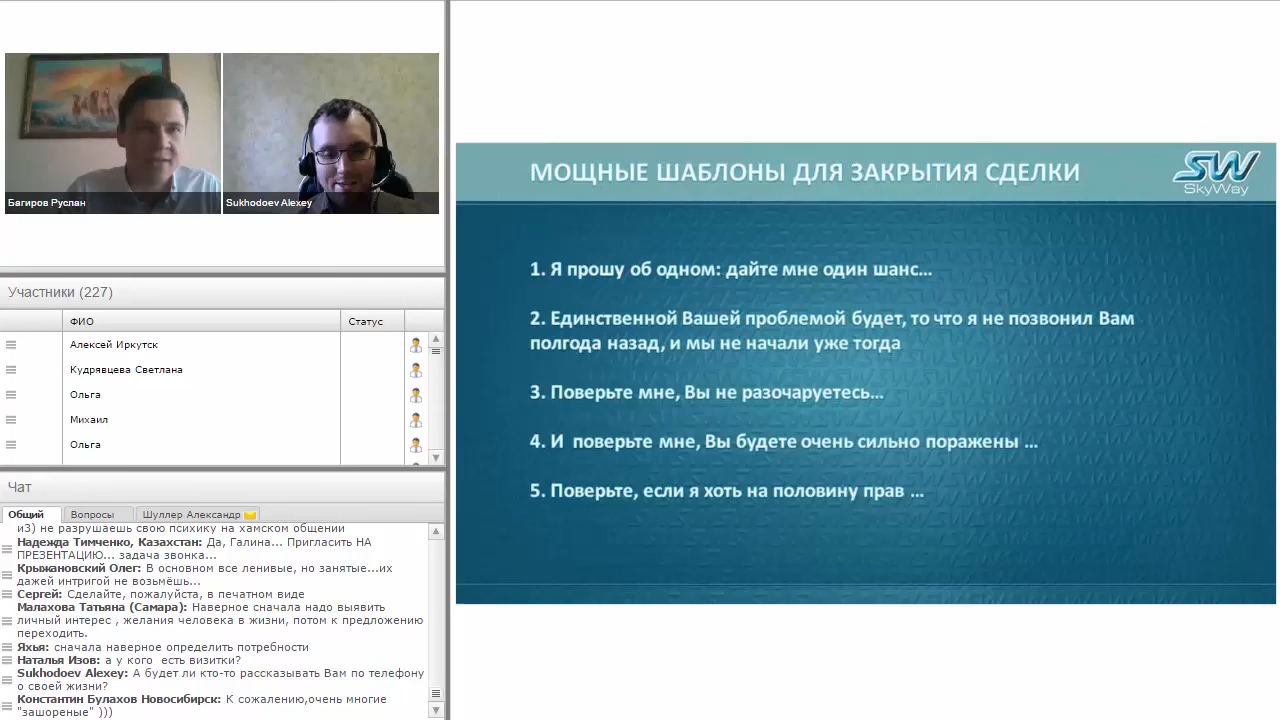 Багиров Руслан
Sukhodoev Alexey
Участники (227)
ФИО
Статус
Алексей Иркутск
Кудрявцева Светлана
Ольга
Михаил
Ольга
Чат
Общий
Вопросы
Шуллер Александр
и3) не разрушаешь свою психику на хамском общении
Надежда Тимченко, Казахстан: Да, Галина... Пригласить НА
ПРЕЗЕНТАЦИЮ... задача звонка...
Крыжановский Олег: В основном все ленивые, но занятые...их
дажей интригой не возьмёшь...
Сергей: Сделайте, пожалуйста, в печатном виде
Малахова Татьяна (Самара): Наверное сначала надо выявить
личный интерес , желания человека в жизни, потом к предложению
переходить.
Яхья: сначала наверное определить потребности
Наталья Изов: а у кого есть визитки?
Sukhodoev Alexey: А будет ли кто-то рассказывать Вам по телефону
о своей жизни?
Константин Булахов Новосибирск: К сожалению,очень многие
"зашореные" )))
МОЩНЫЕ ШАБЛОНЫ ДЛЯ ЗАКРЫТИЯ СДЕЛКИ
SW
SkyWay
1. Я прошу об одном: дайте мне один шанс…
2. Единственной Вашей проблемой будет, то что я не позвонил Вам
полгода назад, и мы не начали уже тогда
3. Поверьте мне, Вы не разочаруетесь…
4. И поверьте мне, Вы будете очень сильно поражены …
5. Поверьте, если я хоть на половину прав …